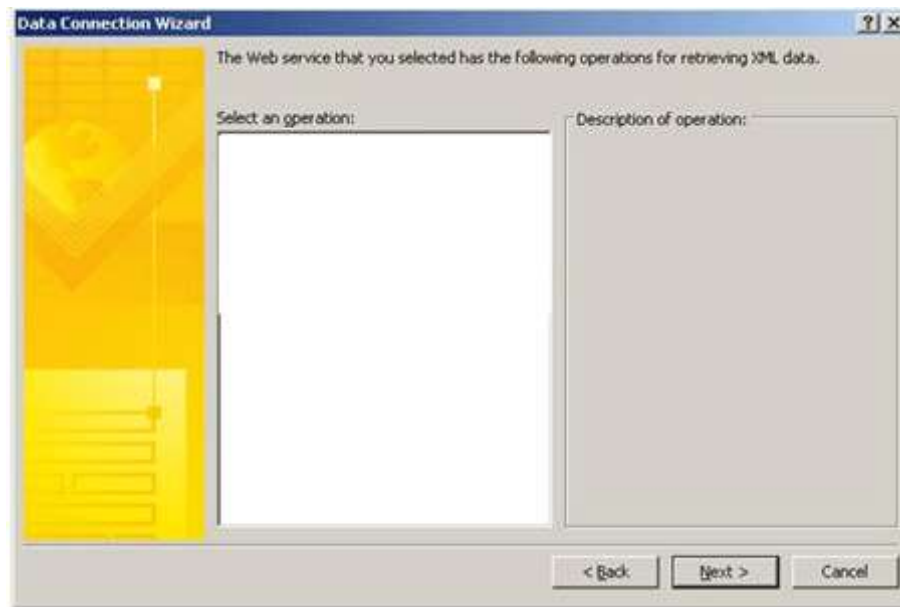 Data Connection Wizard
The Web service that you selected has the following operations for retrieving XML data.
Select an operation:
Description of operation:
< Back
Next >
Cancel